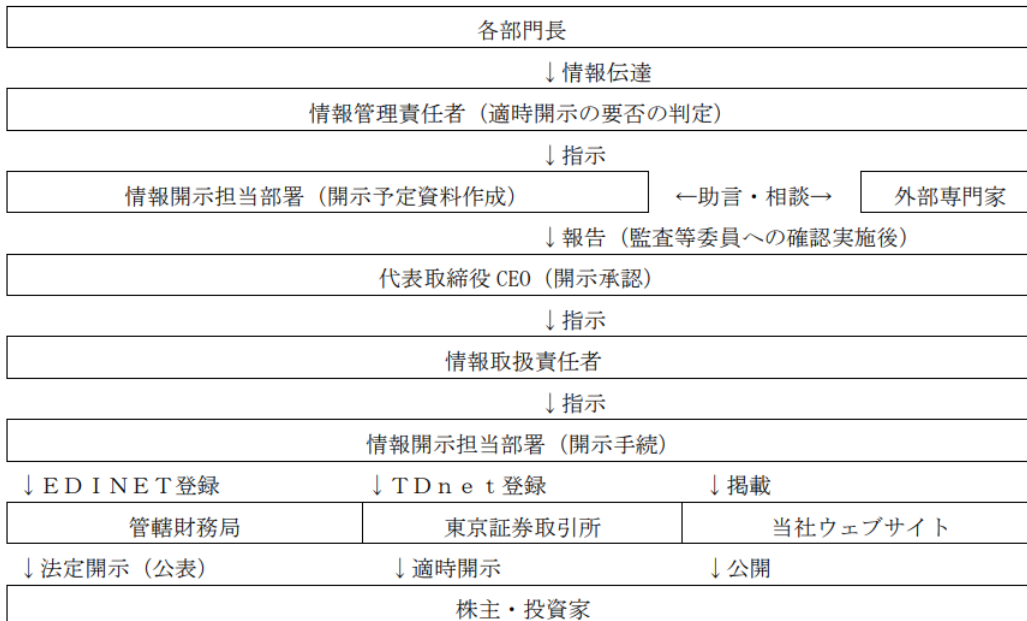 各部門長
↓情報伝達
情報管理責任者（適時開示の要否の判定）
↓指示
情報開示担当部署（開示予定資料作成） ←助言・相談→ 外部専門家
↓報告（監査等委員への確認実施後）
代表取締役 CEO（開示承認）
↓指示
情報取扱責任者
↓指示
情報開示担当部署（開示手続）
↓ＥＤＩＮＥＴ登録 ↓ＴＤｎｅｔ登録 ↓掲載
管轄財務局 東京証券取引所 当社ウェブサイト
↓法定開示（公表） ↓適時開示 ↓公開
株主・投資家